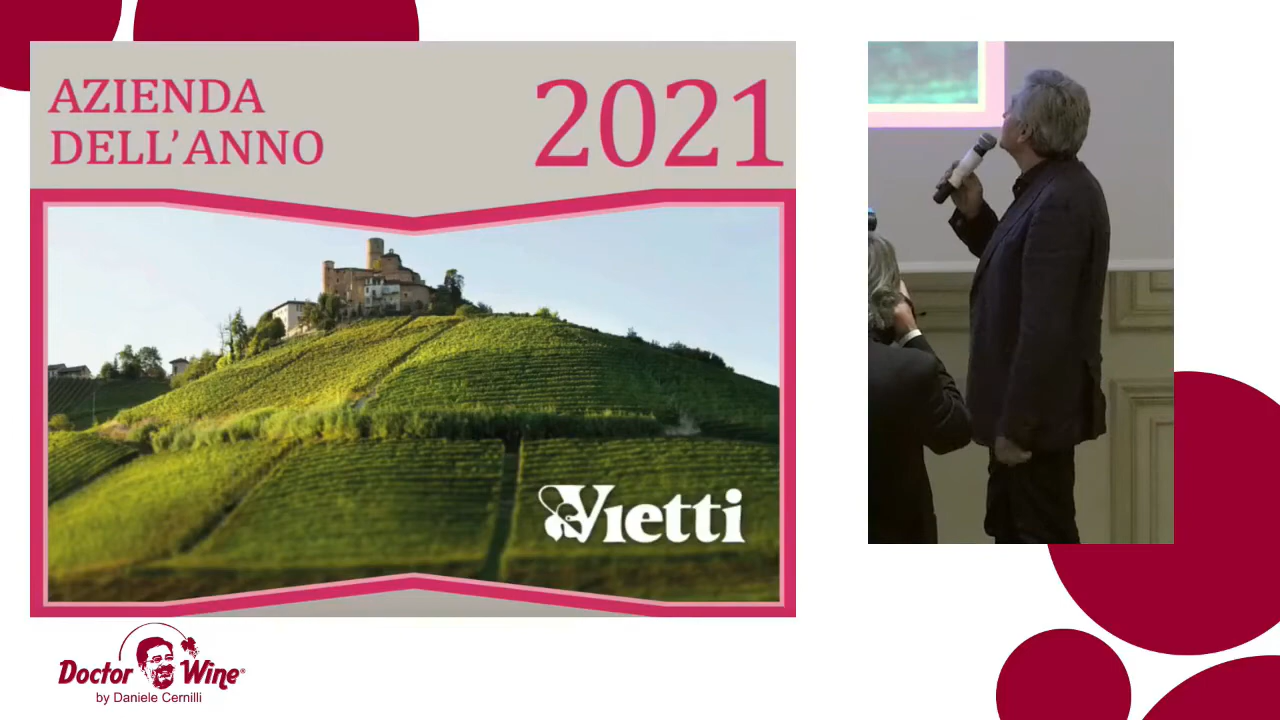 AZIENDA
DELL’ANNO
2021
Vietti
Doctor Wine®
by Daniele Cernilli